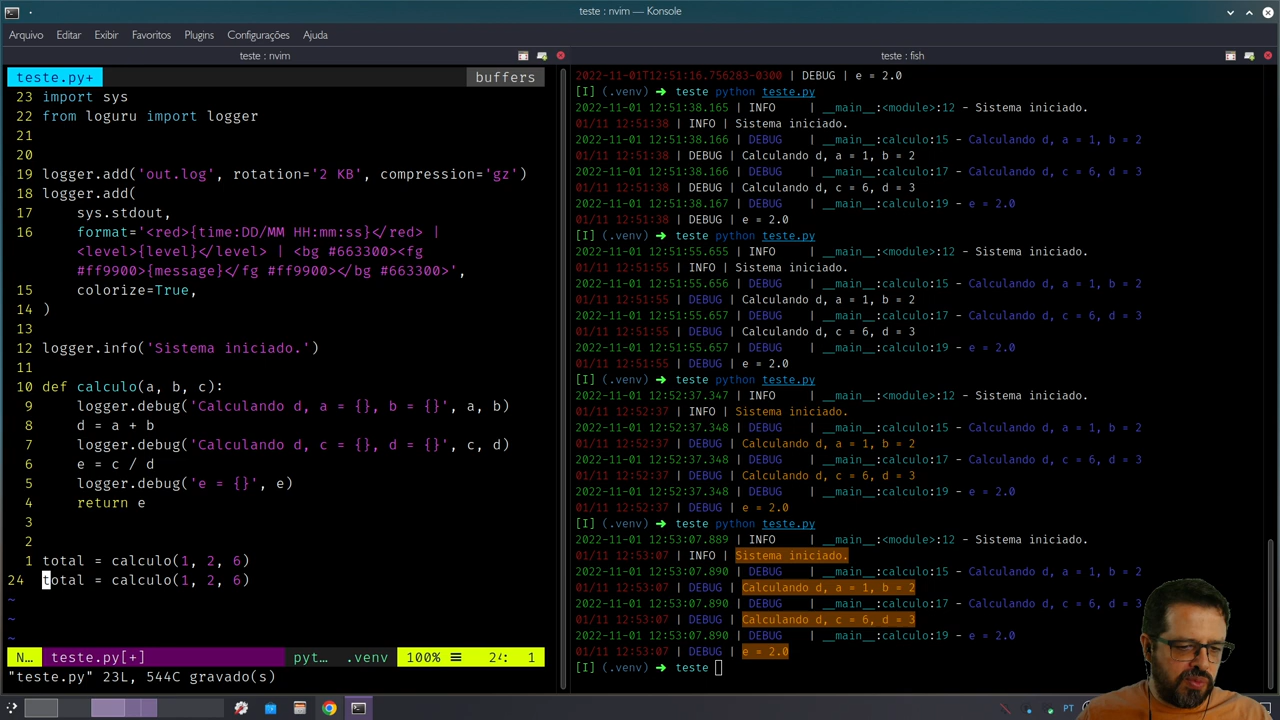 teste : nvim — Konsole
Arquivo Editar Exibir Favoritos Plugins Configurações Ajuda
teste : nvim
teste.py+ buffers
23 import sys
22 from loguru import logger
21
20
19 logger.add('out.log', rotation='2 KB', compression='gz')
18 logger.add(
17 sys.stdout,
16 format='<red>{time:DD/MM HH:mm:ss}</red> |
<level>{level}</level> | <bg #663300><fg
#ff9900>{message}</fg #ff9900></bg #663300>',
15 colorize=True,
14 )
13
12 logger.info('Sistema iniciado.')
11
10 def calculo(a, b, c):
9 logger.debug('Calculando d, a = {}, b = {}', a, b)
8 d = a + b
7 logger.debug('Calculando d, c = {}, d = {}', c, d)
6 e = c / d
5 logger.debug('e = {}', e)
4 return e
3
2
1 total = calculo(1, 2, 6)
24 total = calculo(1, 2, 6)
~
~
~
N… teste.py[+] pyt… .venv 100% ☰ 24: 1
"teste.py" 23L, 544C gravado(s)
teste : fish
2022-11-01T12:51:16.756283-0300 | DEBUG | e = 2.0
[I] (.venv) ➜ teste python teste.py
2022-11-01 12:51:38.165 | INFO | __main__:<module>:12 - Sistema iniciado.
01/11 12:51:38 | INFO | Sistema iniciado.
2022-11-01 12:51:38.166 | DEBUG | __main__:calculo:15 - Calculando d, a = 1, b = 2
01/11 12:51:38 | DEBUG | Calculando d, a = 1, b = 2
2022-11-01 12:51:38.166 | DEBUG | __main__:calculo:17 - Calculando d, c = 6, d = 3
01/11 12:51:38 | DEBUG | Calculando d, c = 6, d = 3
2022-11-01 12:51:38.167 | DEBUG | __main__:calculo:19 - e = 2.0
01/11 12:51:38 | DEBUG | e = 2.0
[I] (.venv) ➜ teste python teste.py
2022-11-01 12:51:55.655 | INFO | __main__:<module>:12 - Sistema iniciado.
01/11 12:51:55 | INFO | Sistema iniciado.
2022-11-01 12:51:55.656 | DEBUG | __main__:calculo:15 - Calculando d, a = 1, b = 2
01/11 12:51:55 | DEBUG | Calculando d, a = 1, b = 2
2022-11-01 12:51:55.657 | DEBUG | __main__:calculo:17 - Calculando d, c = 6, d = 3
01/11 12:51:55 | DEBUG | Calculando d, c = 6, d = 3
2022-11-01 12:51:55.657 | DEBUG | __main__:calculo:19 - e = 2.0
01/11 12:51:55 | DEBUG | e = 2.0
[I] (.venv) ➜ teste python teste.py
2022-11-01 12:52:37.347 | INFO | __main__:<module>:12 - Sistema iniciado.
01/11 12:52:37 | INFO | Sistema iniciado.
2022-11-01 12:52:37.348 | DEBUG | __main__:calculo:15 - Calculando d, a = 1, b = 2
01/11 12:52:37 | DEBUG | Calculando d, a = 1, b = 2
2022-11-01 12:52:37.348 | DEBUG | __main__:calculo:17 - Calculando d, c = 6, d = 3
01/11 12:52:37 | DEBUG | Calculando d, c = 6, d = 3
2022-11-01 12:52:37.348 | DEBUG | __main__:calculo:19 - e = 2.0
01/11 12:52:37 | DEBUG | e = 2.0
[I] (.venv) ➜ teste python teste.py
2022-11-01 12:53:07.889 | INFO | __main__:<module>:12 - Sistema iniciado.
01/11 12:53:07 | INFO | Sistema iniciado.
2022-11-01 12:53:07.890 | DEBUG | __main__:calculo:15 - Calculando d, a = 1, b = 2
01/11 12:53:07 | DEBUG | Calculando d, a = 1, b = 2
2022-11-01 12:53:07.890 | DEBUG | __main__:calculo:17 - Calculando d, c = 6, d = 3
01/11 12:53:07 | DEBUG | Calculando d, c = 6, d = 3
2022-11-01 12:53:07.890 | DEBUG | __main__:calculo:19 - e = 2.0
01/11 12:53:07 | DEBUG | e = 2.0
[I] (.venv) ➜ teste
PT